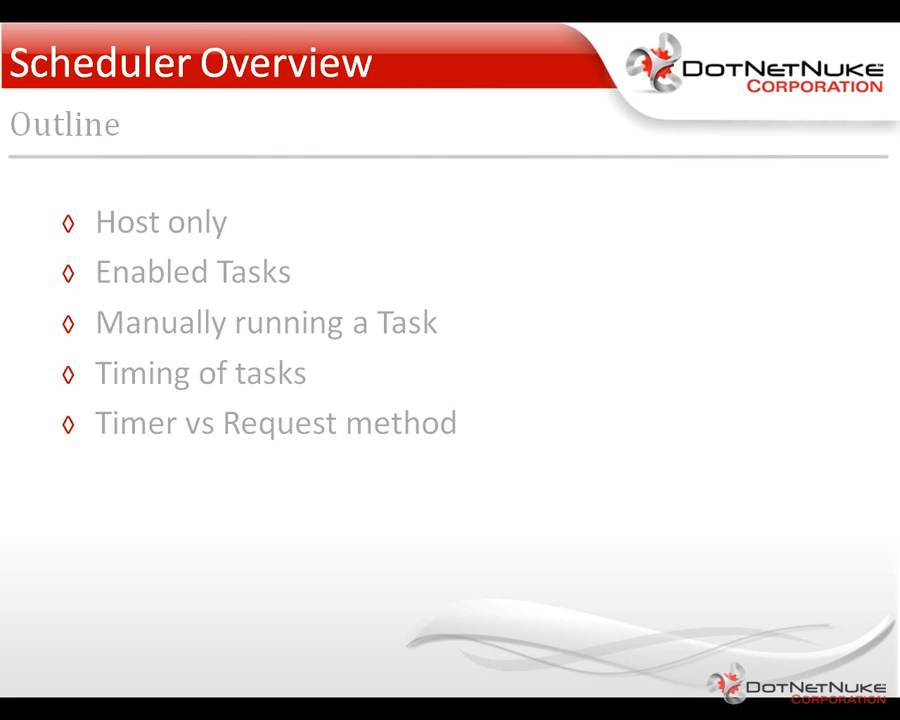 Scheduler Overview
DotNetNuke
Corporation
Outline
Host only
Enabled Tasks
Manually running a Task
Timing of tasks
Timer vs Request method
DotNetNuke
Corporation